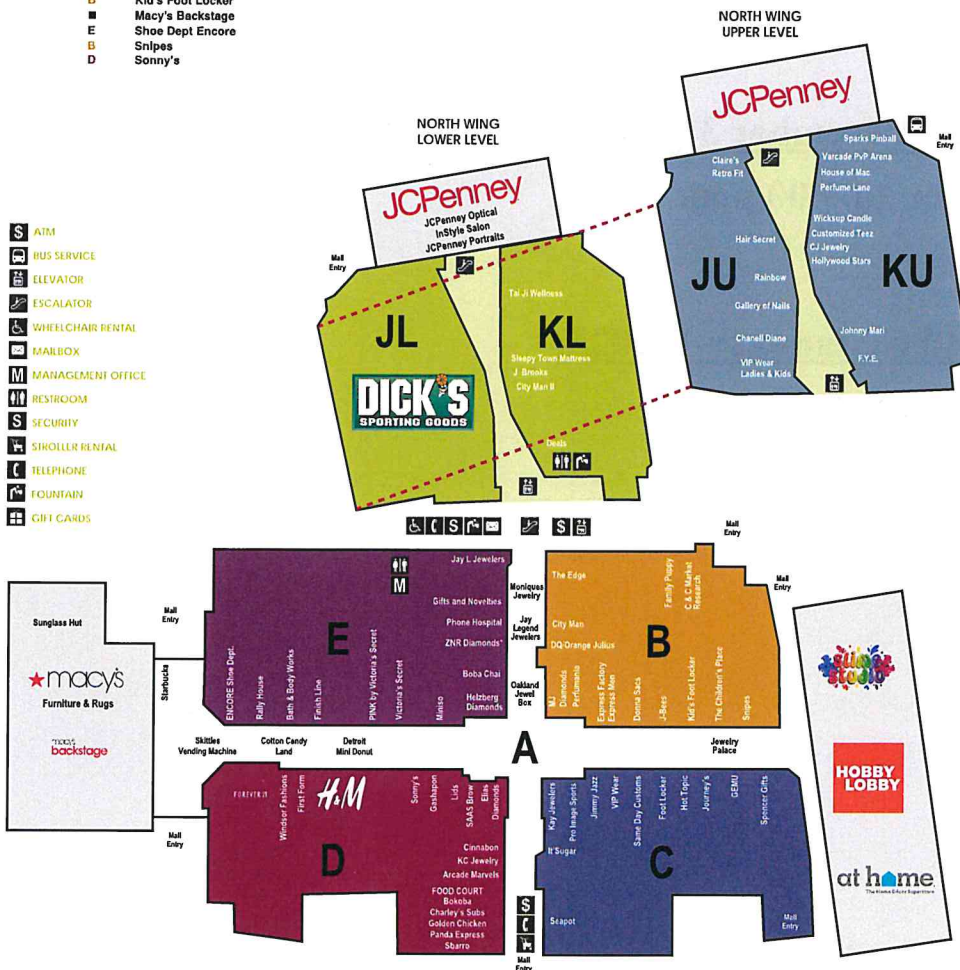 B Kid's Foot Locker
Macy's Backstage
E Shoe Dept Encore
B Snipes
D Sonny's
NORTH WING
UPPER LEVEL
JCPenney
Sparks Pinball
Mall
Entry
Claire's
Retro Fit
Varcade PvP Arena
House of Mac
Perfume Lane
Wicksup Candle
Customized Teez
CJ Jewelry
Hollywood Stars
Hair Secret
JU
KU
Rainbow
Gallery of Nails
Chanell Diane
Johnny Mari
VIP Wear
Ladies & Kids
F.Y.E.
NORTH WING
LOWER LEVEL
JCPenney
JCPenney Optical
InStyle Salon
JCPenney Portraits
Mall
Entry
Tai Ji Wellness
JL
KL
Sleepy Town Mattress
J Brooks
City Man II
DICK'S
SPORTING GOODS
Deals
$ ATM
BUS SERVICE
ELEVATOR
ESCALATOR
WHEELCHAIR RENTAL
MAILBOX
M MANAGEMENT OFFICE
RESTROOM
S SECURITY
STROLLER RENTAL
TELEPHONE
FOUNTAIN
GIFT CARDS
S
$
Mall
Entry
Sunglass Hut
macy's
Furniture & Rugs
macy's
backstage
Mall
Entry
Starbucks
Mall
Entry
M
Jay L Jewelers
Gifts and Novelties
Phone Hospital
ZNR Diamonds*
E
Boba Chai
Helzberg
Diamonds
ENCORE Shoe Dept.
Rally House
Bath & Body Works
Finish Line
PINK by Victoria's Secret
Victoria's Secret
Miniso
Moniques
Jewelry
Jay
Legend
Jewelers
Oakland
Jewel
Box
The Edge
City Man
DQ/Orange Julius
Family Puppy
C & C Market
Research
B
MJ
Diamonds
Perfumania
Express Factory
Express Men
Donna Sacs
J-Bees
Kid's Foot Locker
The Children's Place
Snipes
Mall
Entry
Skittles
Vending Machine
Cotton Candy
Land
Detroit
Mini Donut
A
Jewelry
Palace
FOREVER 21
Windsor Fashions
First Form
H&M
Sonny's
Gashapon
Lids
SAAS Brow
Elias
Diamonds
D
Cinnabon
KC Jewelry
Arcade Marvels
FOOD COURT
Bokoba
Charley's Subs
Golden Chicken
Panda Express
Sbarro
$
Mall
Entry
Kay Jewelers
Pro Image Sports
Jimmy Jazz
VIP Wear
Same Day Customs
Foot Locker
Hot Topic
Journey's
DEMU
Spencer Gifts
It'Sugar
C
Seapot
Mall
Entry
slimer
studio
HOBBY
LOBBY
at home.
The Home Décor Superstore